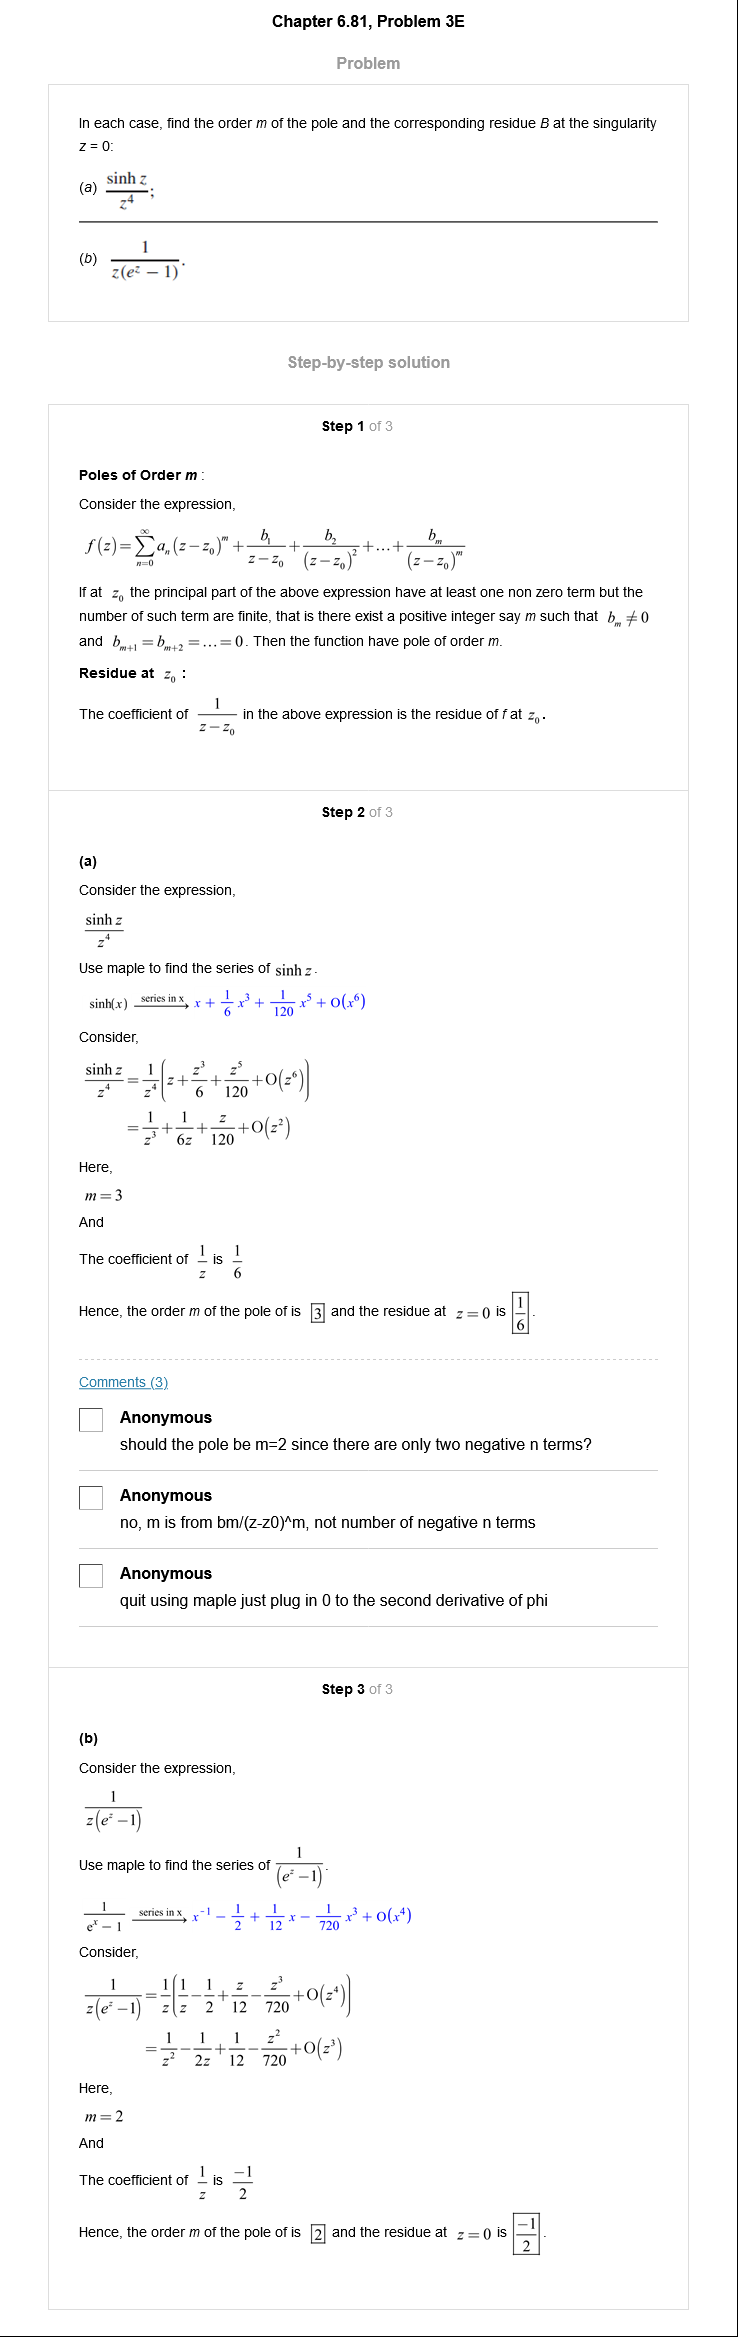 Chapter 6.81, Problem 3E
Problem
In each case, find the order m of the pole and the corresponding residue B at the singularity
z = 0:
(a) \frac{\sinh z}{z^4};
(b) \frac{1}{z(e^z - 1)}.
Step-by-step solution
Step 1 of 3
Poles of Order m :
Consider the expression,
f(z)=\sum_{n=0}^{\infty} a_n(z-z_0)^m+\frac{b_1}{z-z_0}+\frac{b_2}{(z-z_0)^2}+...+\frac{b_m}{(z-z_0)^m}
If at z_0 the principal part of the above expression have at least one non zero term but the
number of such term are finite, that is there exist a positive integer say m such that b_m ≠ 0
and b_{m+1} = b_{m+2} = ... = 0. Then the function have pole of order m.
Residue at z_0 :
The coefficient of \frac{1}{z-z_0} in the above expression is the residue of f at z_0.
Step 2 of 3
(a)
Consider the expression,
\frac{\sinh z}{z^4}
Use maple to find the series of sinh z.
sinh(x) \xrightarrow{series in x} x + \frac{1}{6} x^3 + \frac{1}{120} x^5 + O(x^6)
Consider,
\frac{\sinh z}{z^4}=\frac{1}{z^4}\left(z+\frac{z^3}{6}+\frac{z^5}{120}+O(z^6)\right)
=\frac{1}{z^3}+\frac{1}{6z}+\frac{z}{120}+O(z^2)
Here,
m = 3
And
The coefficient of \frac{1}{z} is \frac{1}{6}
Hence, the order m of the pole of is 3 and the residue at z = 0 is \frac{1}{6}.
Comments (3)
Anonymous
should the pole be m=2 since there are only two negative n terms?
Anonymous
no, m is from bm/(z-z0)^m, not number of negative n terms
Anonymous
quit using maple just plug in 0 to the second derivative of phi
Step 3 of 3
(b)
Consider the expression,
\frac{1}{z(e^z-1)}
Use maple to find the series of \frac{1}{(e^z-1)}.
\frac{1}{e^x-1} \xrightarrow{series in x} x^{-1} - \frac{1}{2} + \frac{1}{12} x - \frac{1}{720} x^3 + O(x^4)
Consider,
\frac{1}{z(e^z-1)}=\frac{1}{z}\left(\frac{1}{z}-\frac{1}{2}+\frac{z}{12}-\frac{z^3}{720}+O(z^4)\right)
=\frac{1}{z^2}-\frac{1}{2z}+\frac{1}{12}-\frac{z^2}{720}+O(z^3)
Here,
m = 2
And
The coefficient of \frac{1}{z} is \frac{-1}{2}
Hence, the order m of the pole of is 2 and the residue at z = 0 is \frac{-1}{2}.